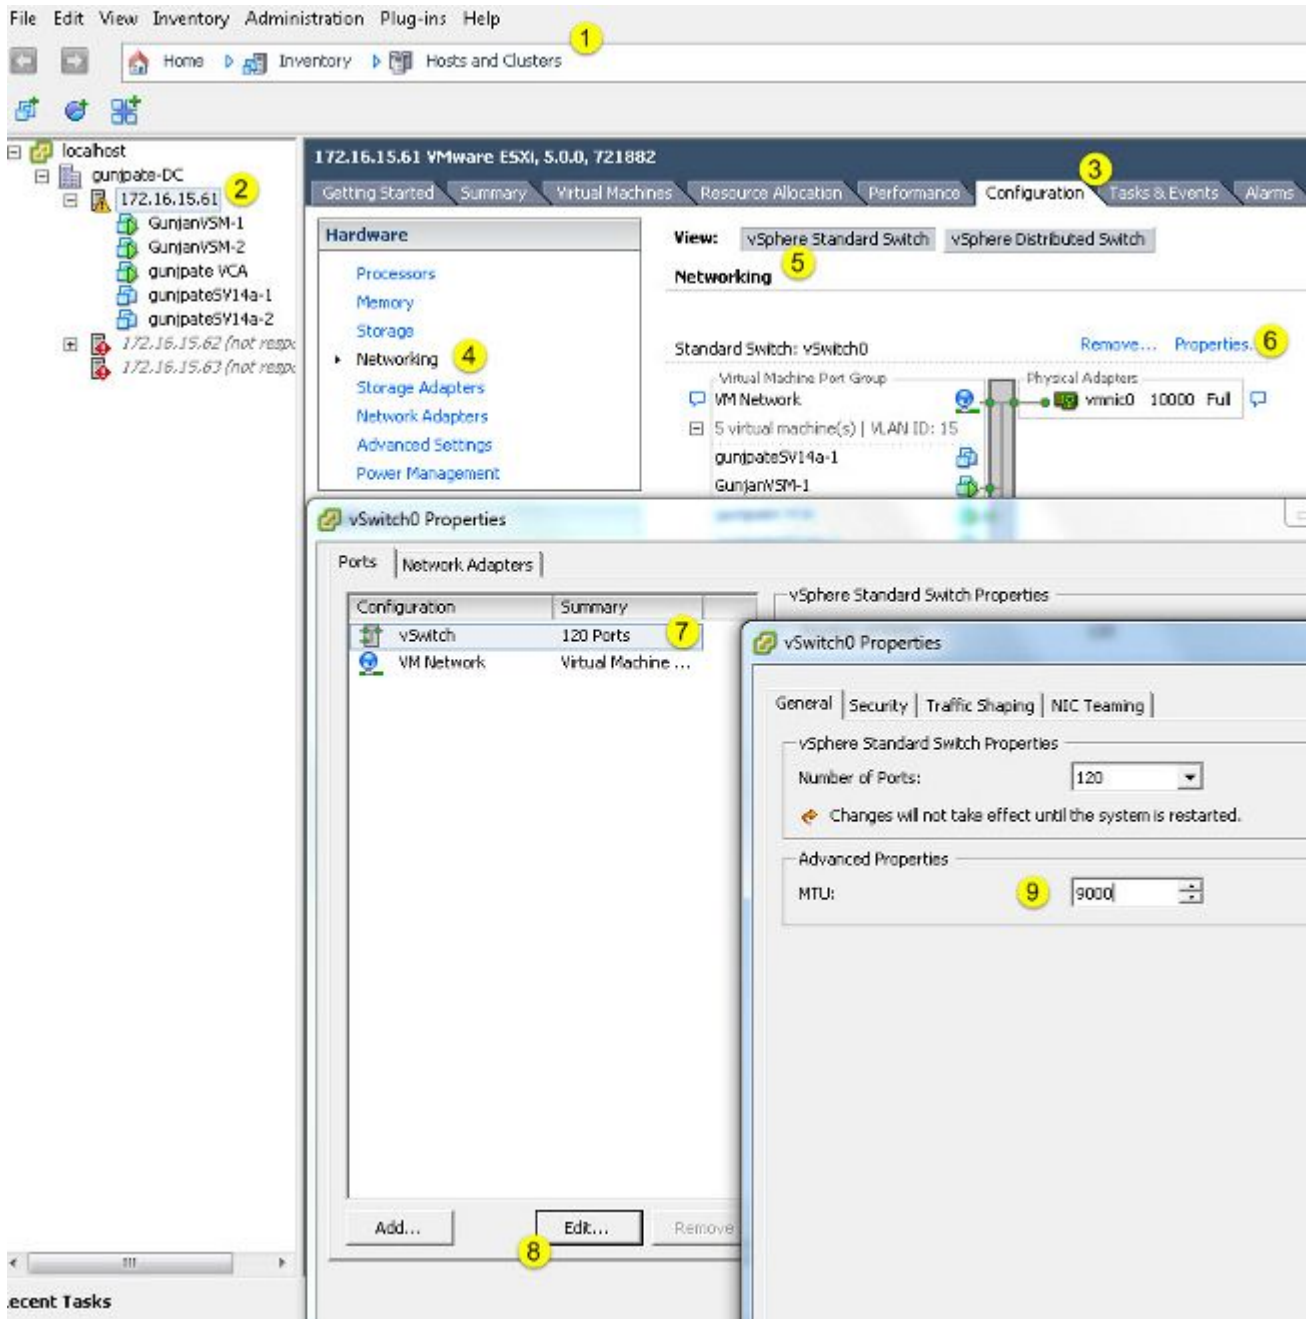 File Edit View Inventory Administration Plug-ins Help
1
Home Inventory Hosts and Clusters
localhost
gunjpate-DC
172.16.15.61 2
GunjanVSM-1
GunjanVSM-2
gunjpate VCA
gunjpateSV14a-1
gunjpateSV14a-2
172.16.15.62 (not resp
172.16.15.63 (not resp
172.16.15.61 VMware ESXi, 5.0.0, 721882
3
Getting Started Summary Virtual Machines Resource Allocation Performance Configuration Tasks & Events Alarms
Hardware
Processors
Memory
Storage
Networking 4
Storage Adapters
Network Adapters
Advanced Settings
Power Management
View: vSphere Standard Switch vSphere Distributed Switch
5
Networking
Standard Switch: vSwitch0 Remove... Properties.. 6
Virtual Machine Port Group Physical Adapters
VM Network vmnic0 10000 Full
5 virtual machine(s) | VLAN ID: 15
gunjpateSV14a-1
GunjanVSM-1
vSwitch0 Properties
Ports Network Adapters
Configuration Summary
vSwitch 120 Ports 7
VM Network Virtual Machine ...
Add... Edit... Remove
8
vSphere Standard Switch Properties
vSwitch0 Properties
General Security Traffic Shaping NIC Teaming
vSphere Standard Switch Properties
Number of Ports: 120
Changes will not take effect until the system is restarted.
Advanced Properties
MTU: 9 9000
ecent Tasks